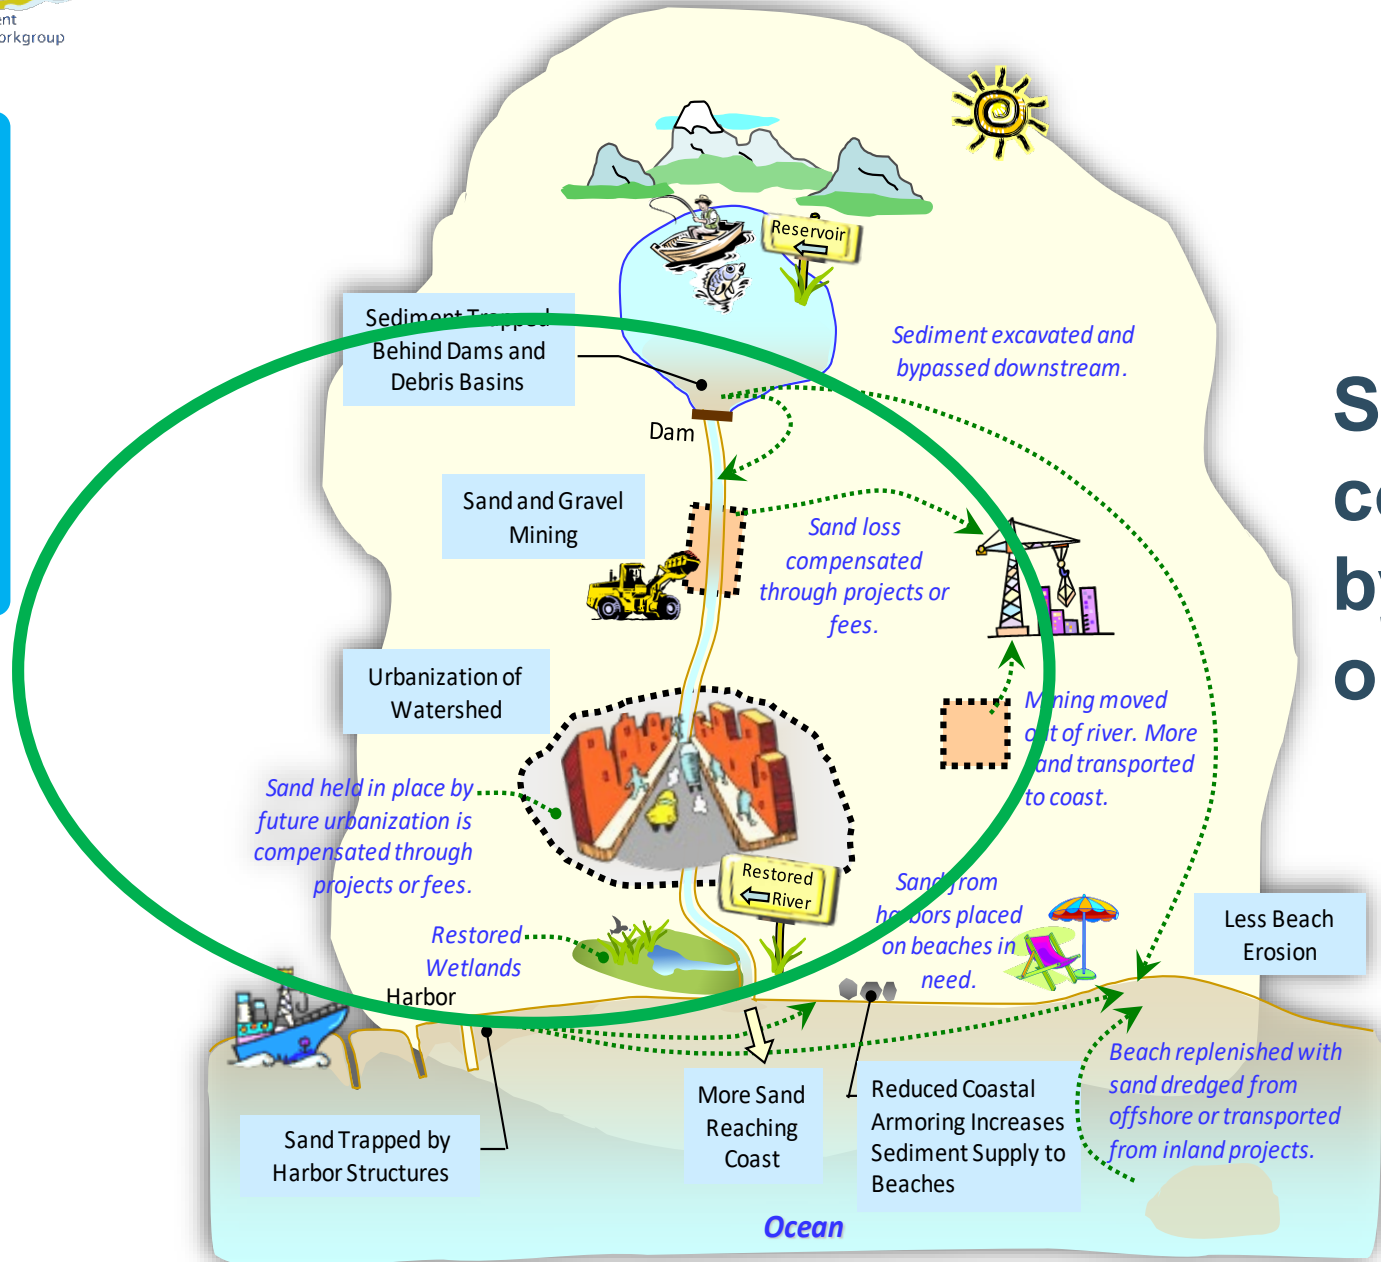 orkgroup
Reservoir
Sediment Trapped
Behind Dams and
Debris Basins
Sediment excavated and
bypassed downstream.
Dam
Sand and Gravel
Mining
Sand loss
compensated
through projects or
fees.
Urbanization of
Watershed
Mining moved
out of river. More
sand transported
to coast.
Sand held in place by
future urbanization is
compensated through
projects or fees.
Restored
River
Sand from
harbors placed
on beaches in
need.
Less Beach
Erosion
Restored
Wetlands
Harbor
Beach replenished with
sand dredged from
offshore or transported
from inland projects.
More Sand
Reaching
Coast
Reduced Coastal
Armoring Increases
Sediment Supply to
Beaches
Sand Trapped by
Harbor Structures
Ocean